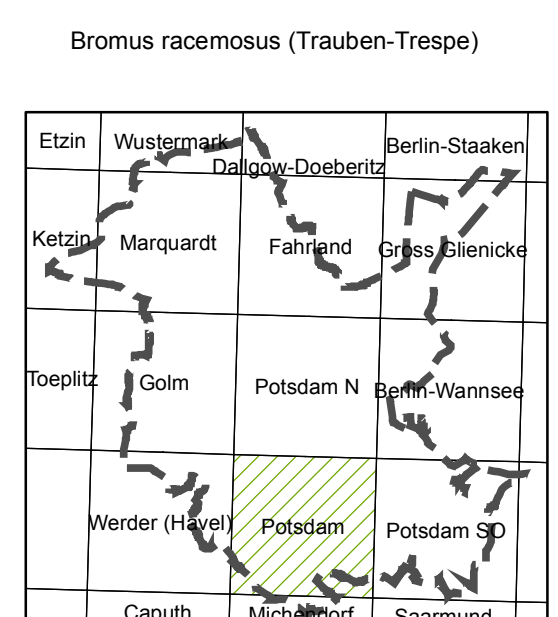 Bromus racemosus (Trauben-Trespe)
Etzin
Wustermark
Dallgow-Doeberitz
Berlin-Staaken
Ketzin
Marquardt
Fahrland
Gross Glienicke
Toeplitz
Golm
Potsdam N
Berlin-Wannsee
Werder (Havel)
Potsdam
Potsdam SO
Caputh
Michendorf
Saarmund